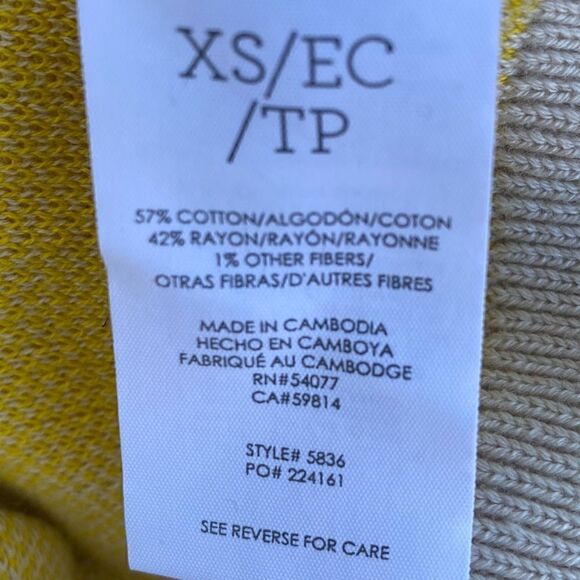 XS/EC
/TP
57% COTTON/ALGODÓN/COTON
42% RAYON/RAYÓN/RAYONNE
1% OTHER FIBERS/
OTRAS FIBRAS/D'AUTRES FIBRES
MADE IN CAMBODIA
HECHO EN CAMBOYA
FABRIQUÉ AU CAMBODGE
RN#54077
CA#59814
STYLE# 5836
PO# 224161
SEE REVERSE FOR CARE